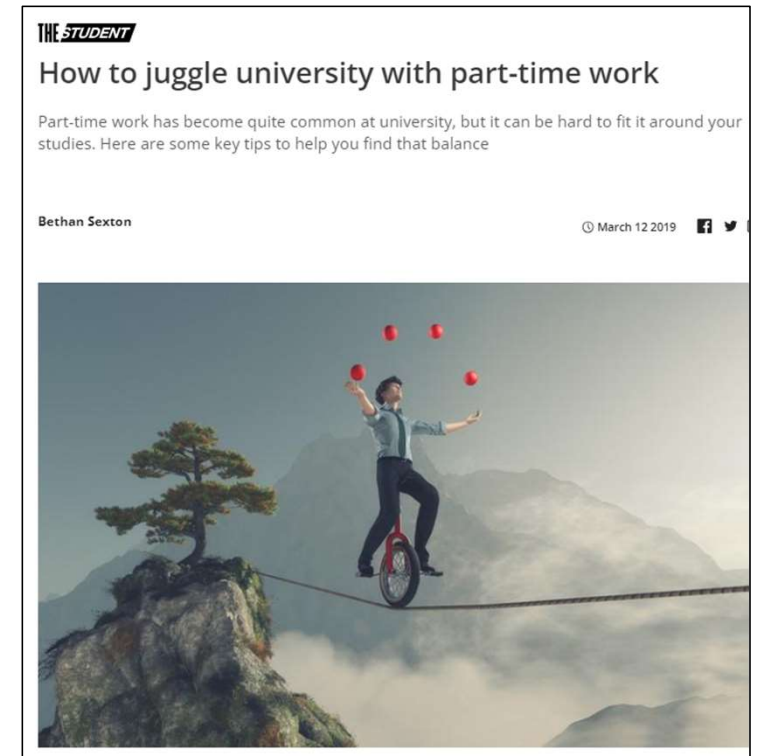 THE STUDENT
How to juggle university with part-time work
Part-time work has become quite common at university, but it can be hard to fit it around your
studies. Here are some key tips to help you find that balance
Bethan Sexton
March 12 2019